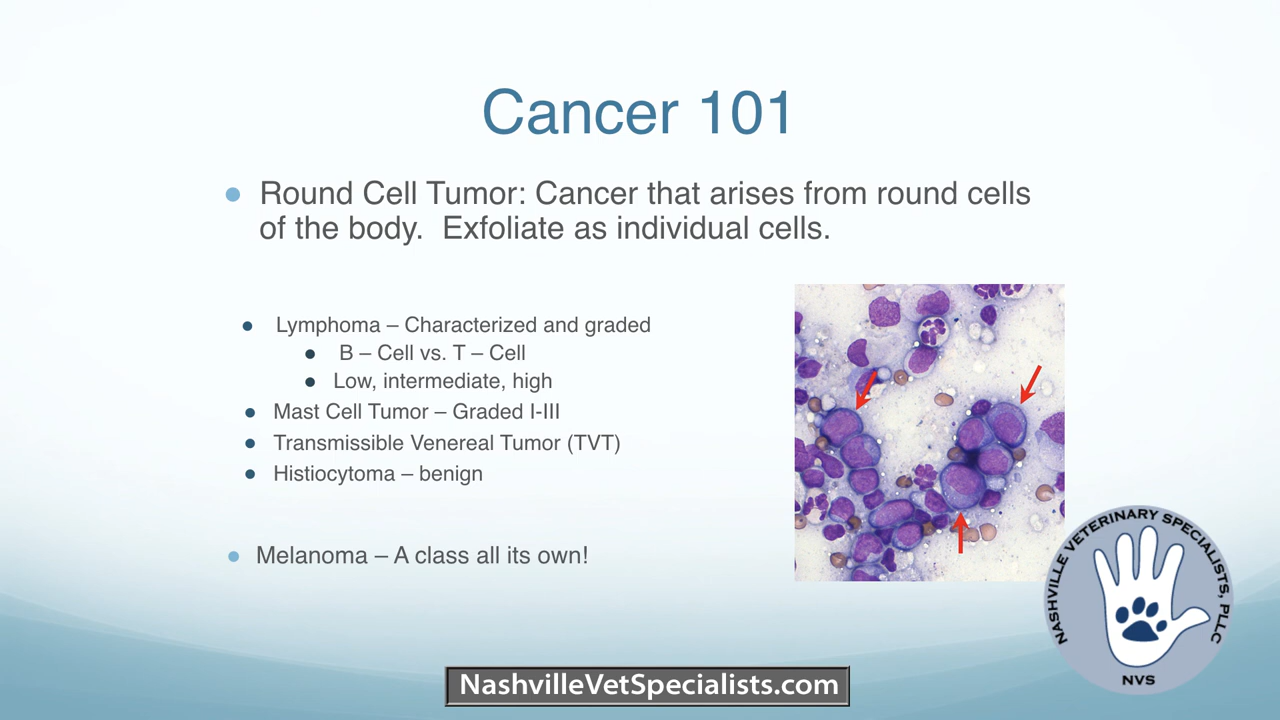 Cancer 101
● Round Cell Tumor: Cancer that arises from round cells
of the body.  Exfoliate as individual cells.
● Lymphoma – Characterized and graded
● B – Cell vs. T – Cell
● Low, intermediate, high
● Mast Cell Tumor – Graded I-III
● Transmissible Venereal Tumor (TVT)
● Histiocytoma – benign
● Melanoma – A class all its own!
NASHVILLE VETERINARY SPECIALISTS, PLLC
NVS
NashvilleVetSpecialists.com